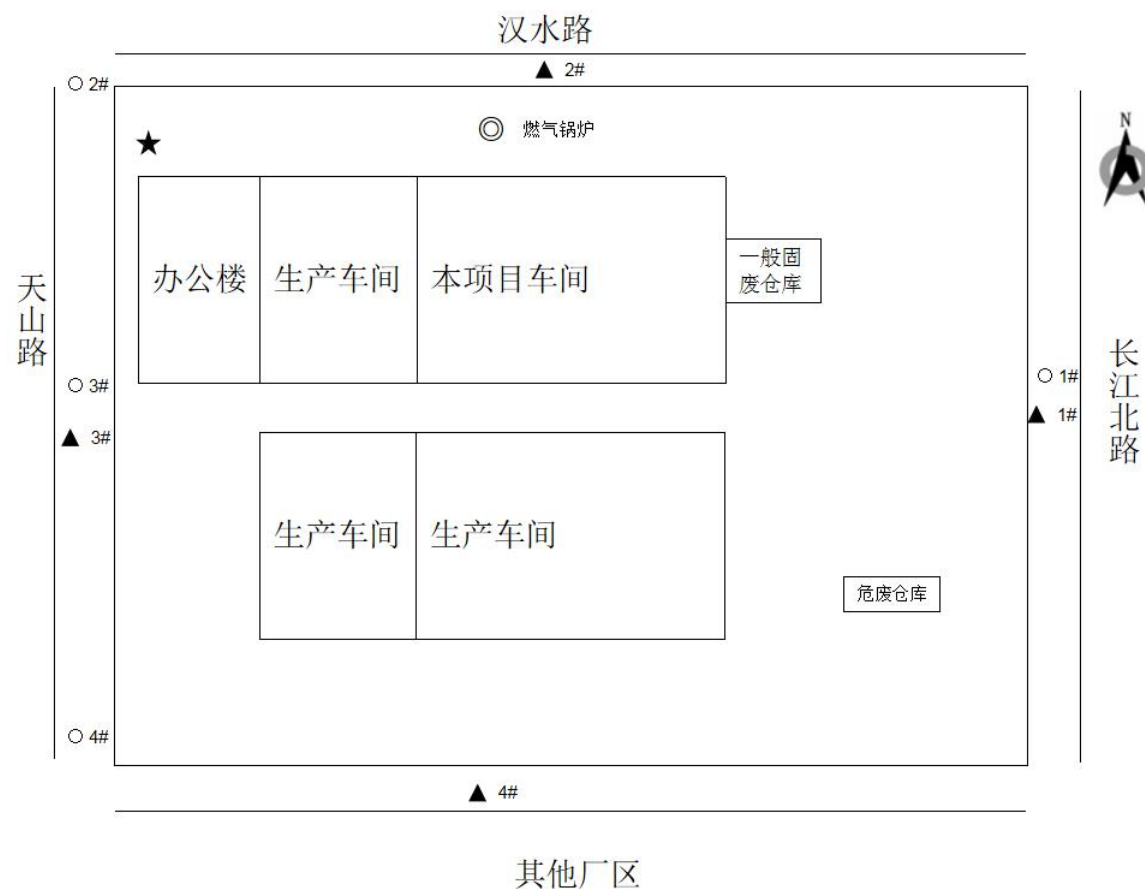 汉水路
▲ 2#
○ 2#
N
★
◎ 燃气锅炉
办公楼
生产车间
本项目车间
一般固
废仓库
天山路
○ 3#
▲ 3#
○ 1#
▲ 1#
长江北路
生产车间
生产车间
危废仓库
○ 4#
▲ 4#
其他厂区